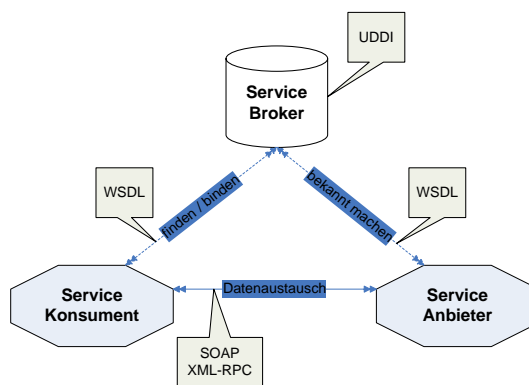 UDDI
Service
Broker
WSDL
finden / binden
bekannt machen
WSDL
Service
Konsument
Datenaustausch
Service
Anbieter
SOAP
XML-RPC